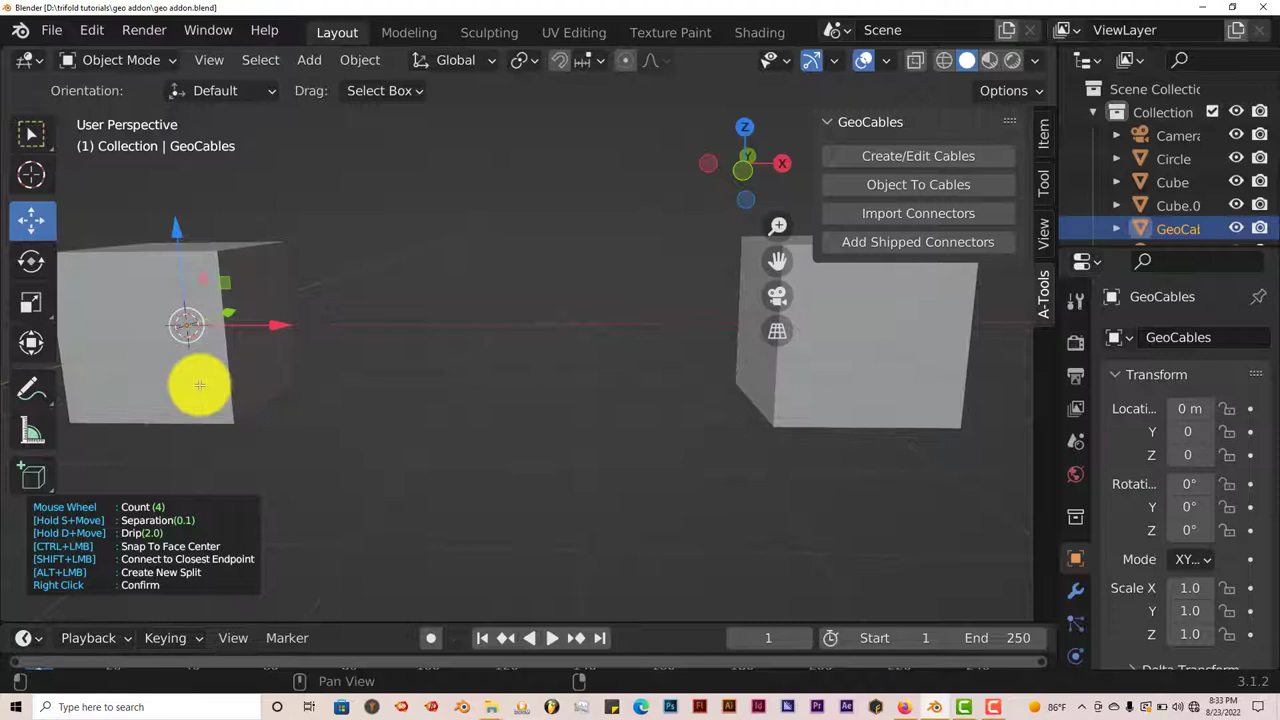 Blender [D:\trifold tutorials\geo addon\geo addon.blend]
File Edit Render Window Help Layout Modeling Sculpting UV Editing Texture Paint Shading Scene ViewLayer
Object Mode View Select Add Object Global
Orientation: Default Drag: Select Box Options
User Perspective
(1) Collection | GeoCables
Z
Y
X
GeoCables
Create/Edit Cables
Object To Cables
Import Connectors
Add Shipped Connectors
Item
Tool
View
A-Tools
Scene Collectic
Collection
Camera
Circle
Cube
Cube.0
GeoCal
GeoCables
GeoCables
Transform
Locati... 0 m
Y 0
Z 0
Rotati... 0°
Y 0°
Z 0°
Mode XY...
Scale X 1.0
Y 1.0
Z 1.0
Delta Transform
Mouse Wheel : Count (4)
[Hold S+Move] : Separation(0.1)
[Hold D+Move] : Drip(2.0)
[CTRL+LMB] : Snap To Face Center
[SHIFT+LMB] : Connect to Closest Endpoint
[ALT+LMB] : Create New Split
Right Click : Confirm
Playback Keying View Marker 1 Start 1 End 250
Pan View 3.1.2
Type here to search
86°F
8:33 PM
8/23/2022